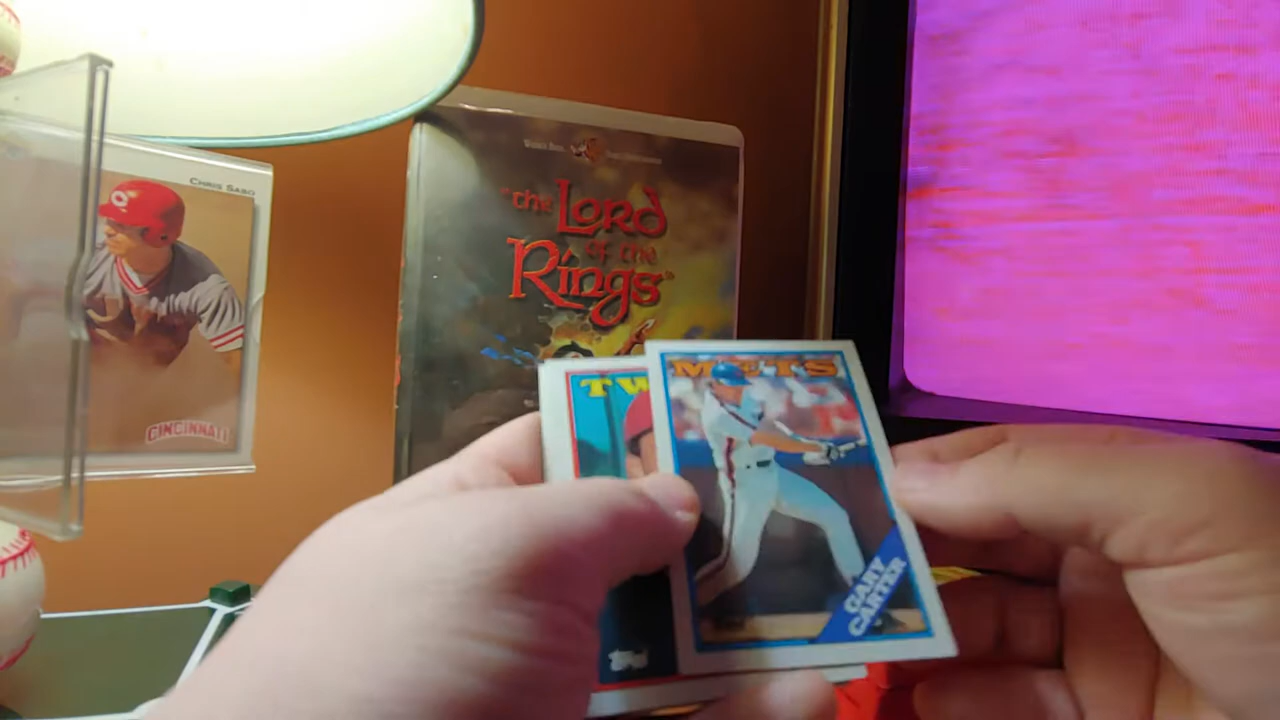 CHRIS SABO
CINCINNATI
"the Lord
of the
Rings"
TW
METS
GARY
CARTER
Topps